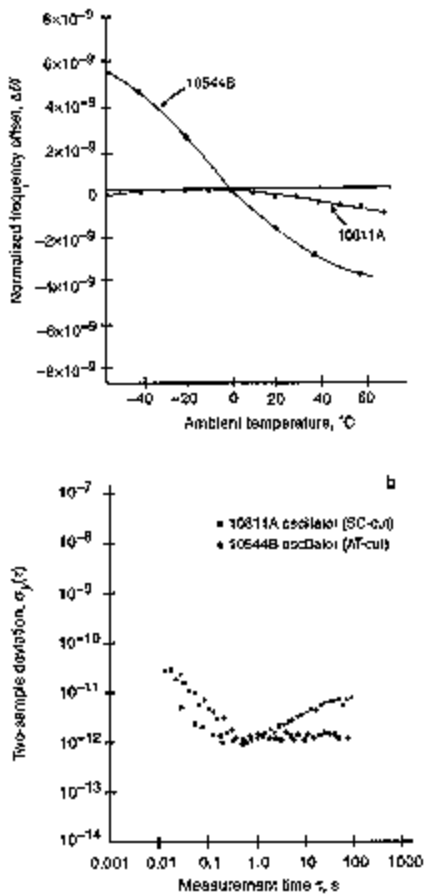 Normalized frequency offset, Δf/f
8×10⁻⁹
6×10⁻⁹
4×10⁻⁹
2×10⁻⁹
0
−2×10⁻⁹
−4×10⁻⁹
−6×10⁻⁹
−8×10⁻⁹
10544B
10811A
−40 −20 0 20 40 60
Ambient temperature, °C
b
Two-sample deviation, σy(τ)
10⁻⁷
10⁻⁸
10⁻⁹
10⁻¹⁰
10⁻¹¹
10⁻¹²
10⁻¹³
10⁻¹⁴
10811A oscillator (SC-cut)
10544B oscillator (AT-cut)
0.001 0.01 0.1 1.0 10 100 1000
Measurement time τ, s